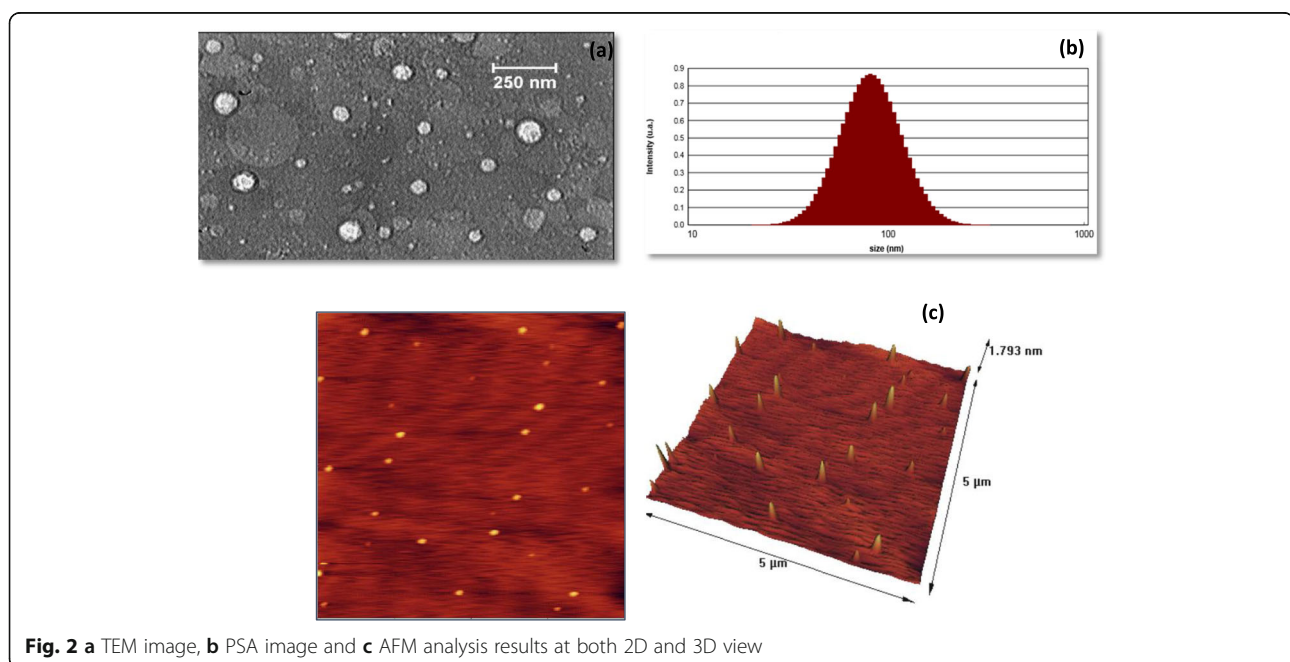 (a)
250 nm
(b)
Intensity (u.a.)
0.9
0.8
0.7
0.6
0.5
0.4
0.3
0.2
0.1
0.0
10 100 1000
size (nm)
(c)
1.793 nm
5 µm
5 µm
Fig. 2 a TEM image, b PSA image and c AFM analysis results at both 2D and 3D view